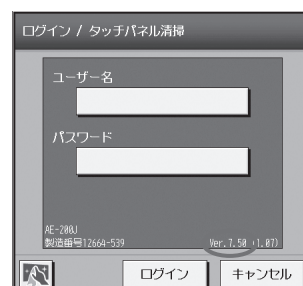 ログイン / タッチパネル清掃
ユーザー名
パスワード
AE-200J
製造番号12664-539
Ver.7.50 (1.07)
ログイン
キャンセル